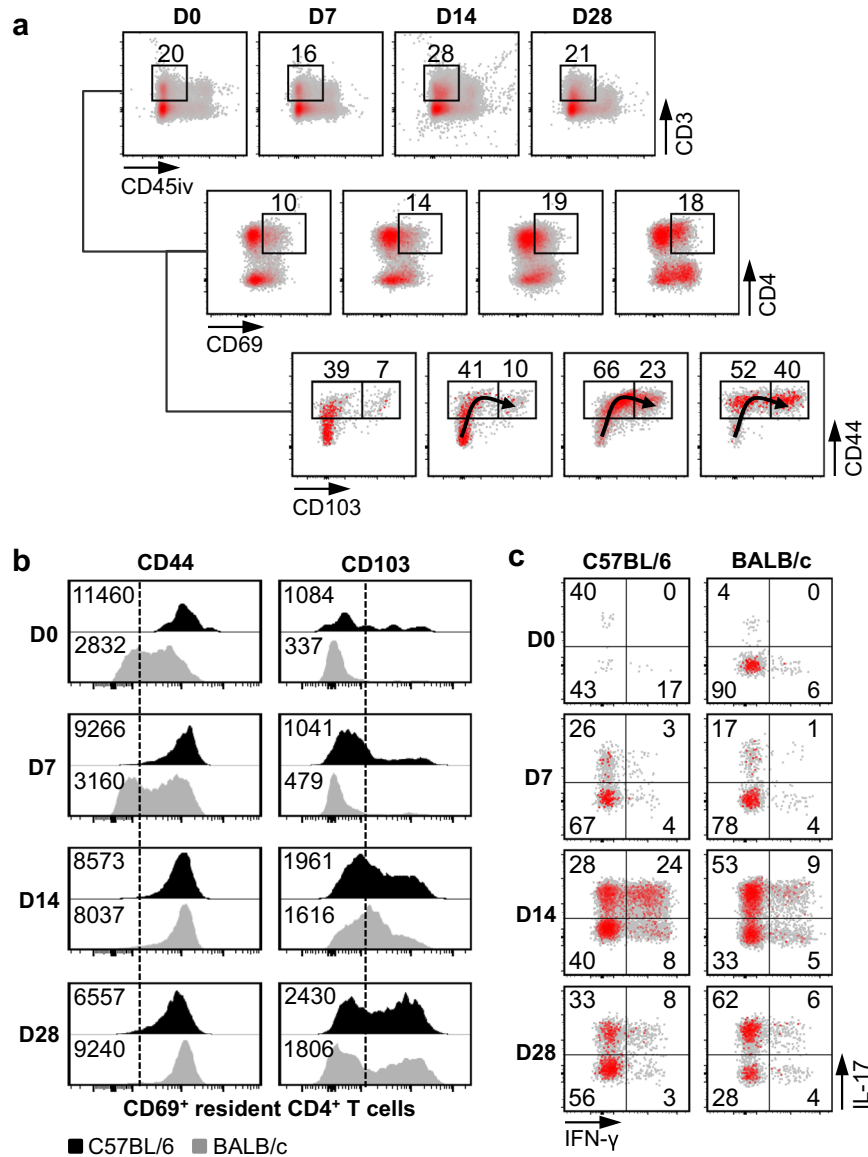 a
D0 D7 D14 D28
20 16 28 21
CD3
CD45iv
10 14 19 18
CD4
CD69
39 7 41 10 66 23 52 40
CD44
CD103
b
CD44 CD103
D0
11460 1084
2832 337
D7
9266 1041
3160 479
D14
8573 1961
8037 1616
D28
6557 2430
9240 1806
CD69⁺ resident CD4⁺ T cells
C57BL/6 BALB/c
c
C57BL/6 BALB/c
D0
40 0 4 0
43 17 90 6
D7
26 3 17 1
67 4 78 4
D14
28 24 53 9
40 8 33 5
D28
33 8 62 6
56 3 28 4
IL-17
IFN-γ